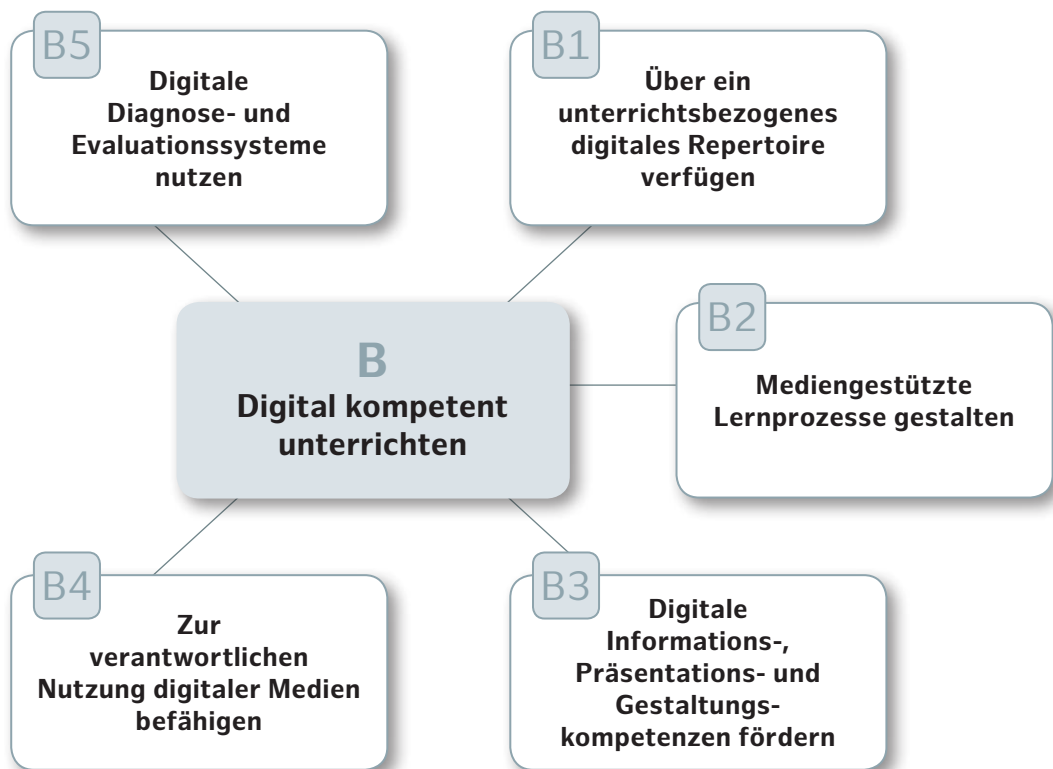 B5
Digitale
Diagnose- und
Evaluationssysteme
nutzen
B1
Über ein
unterrichtsbezogenes
digitales Repertoire
verfügen
B2
Mediengestützte
Lernprozesse gestalten
B
Digital kompetent
unterrichten
B4
Zur
verantwortlichen
Nutzung digitaler Medien
befähigen
B3
Digitale
Informations-,
Präsentations- und
Gestaltungs-
kompetenzen fördern